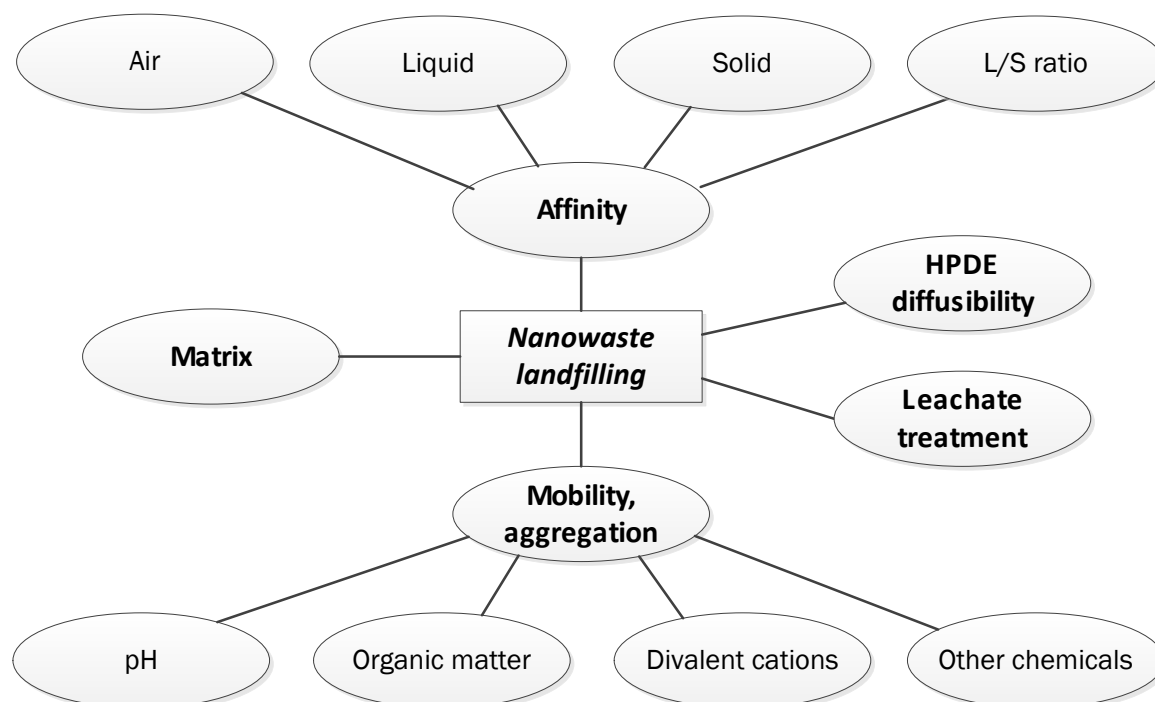 Air
Liquid
Solid
L/S ratio
Affinity
HPDE
diffusibility
Matrix
Nanowaste
landfilling
Leachate
treatment
Mobility,
aggregation
pH
Organic matter
Divalent cations
Other chemicals